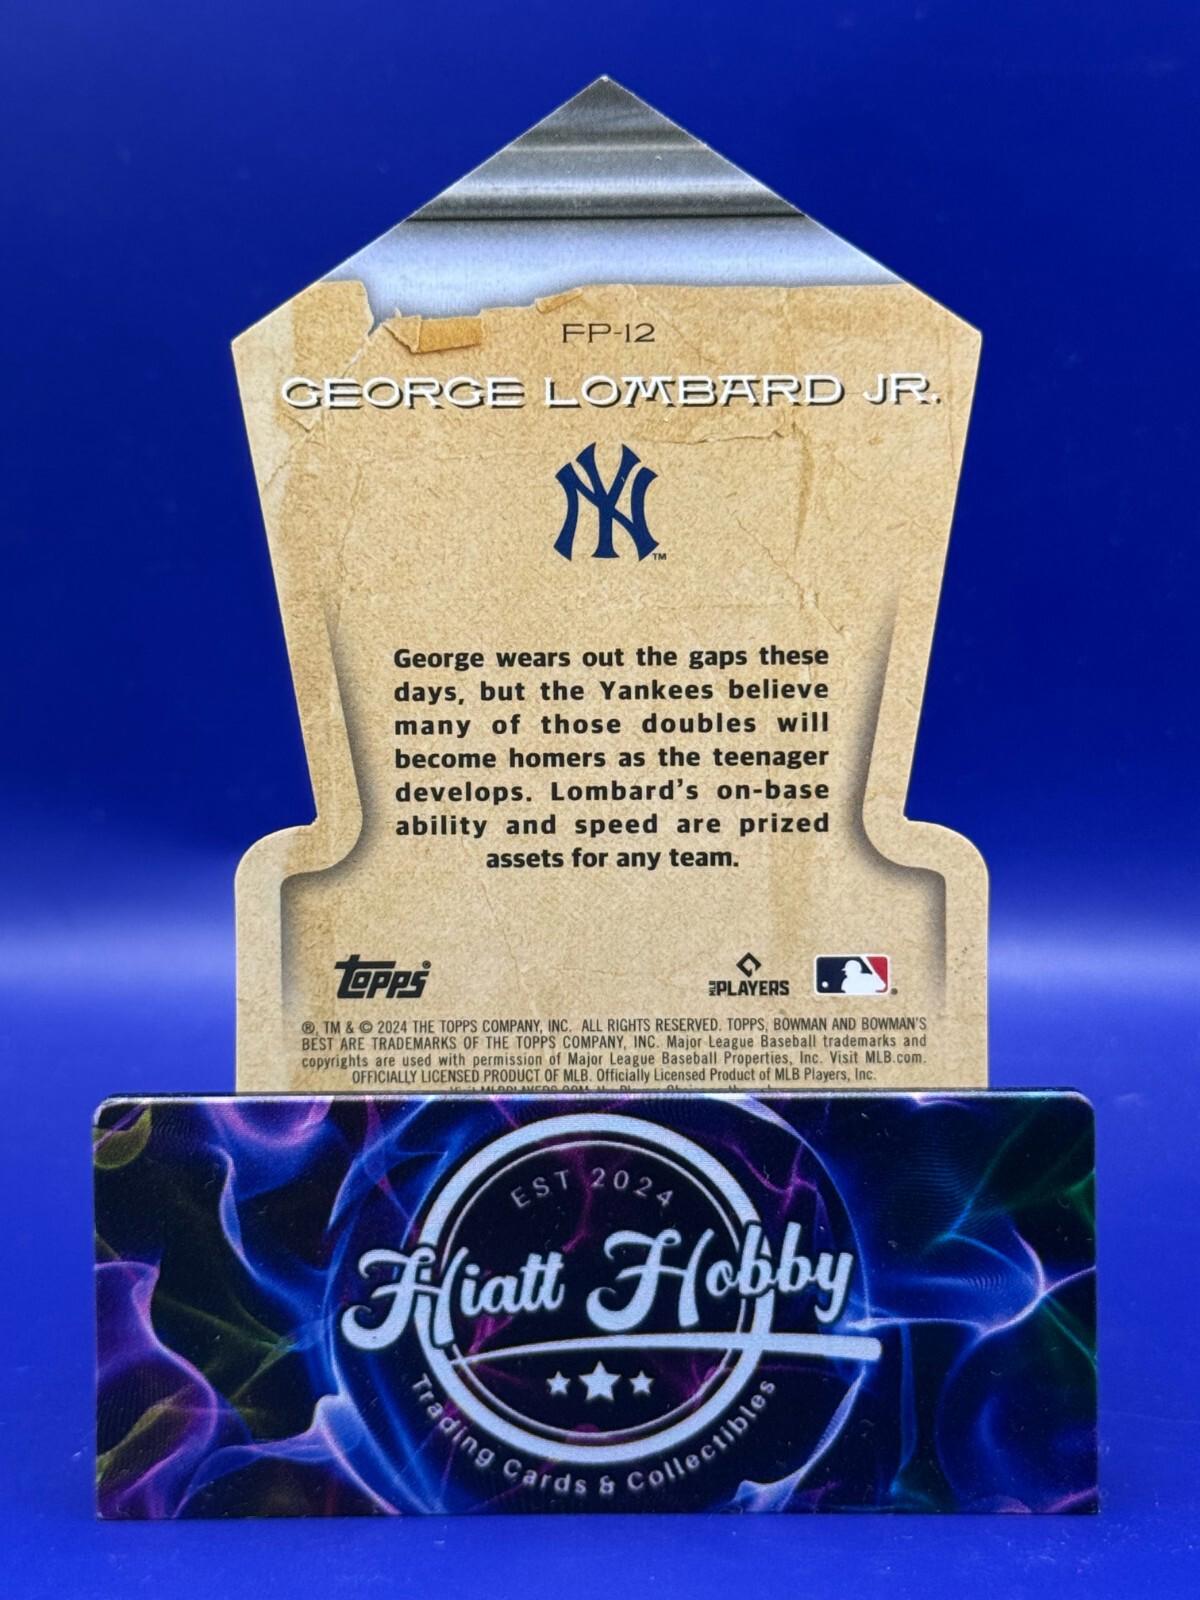 FP-12
GEORGE LOMBARD JR.
NY
TM
George wears out the gaps these
days, but the Yankees believe
many of those doubles will
become homers as the teenager
develops. Lombard's on-base
ability and speed are prized
assets for any team.
Topps®
MLB PLAYERS
®, TM & © 2024 THE TOPPS COMPANY, INC. ALL RIGHTS RESERVED. TOPPS, BOWMAN AND BOWMAN'S
BEST ARE TRADEMARKS OF THE TOPPS COMPANY, INC. Major League Baseball trademarks and
copyrights are used with permission of Major League Baseball Properties, Inc. Visit MLB.com.
OFFICIALLY LICENSED PRODUCT OF MLB. Officially Licensed Product of MLB Players, Inc.
EST 2024
Hiatt Hobby
Trading Cards & Collectibles